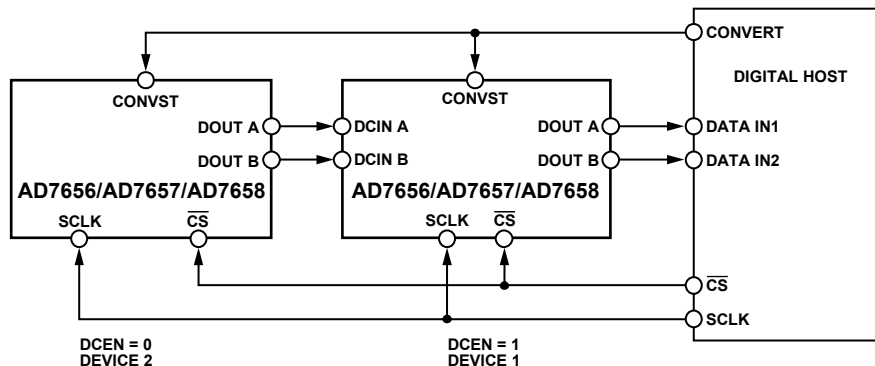 CONVERT
DIGITAL HOST
CONVST
CONVST
DOUT A
DCIN A
DOUT A
DATA IN1
DOUT B
DCIN B
DOUT B
DATA IN2
AD7656/AD7657/AD7658
AD7656/AD7657/AD7658
SCLK
CS
SCLK
CS
CS
SCLK
DCEN = 0
DEVICE 2
DCEN = 1
DEVICE 1